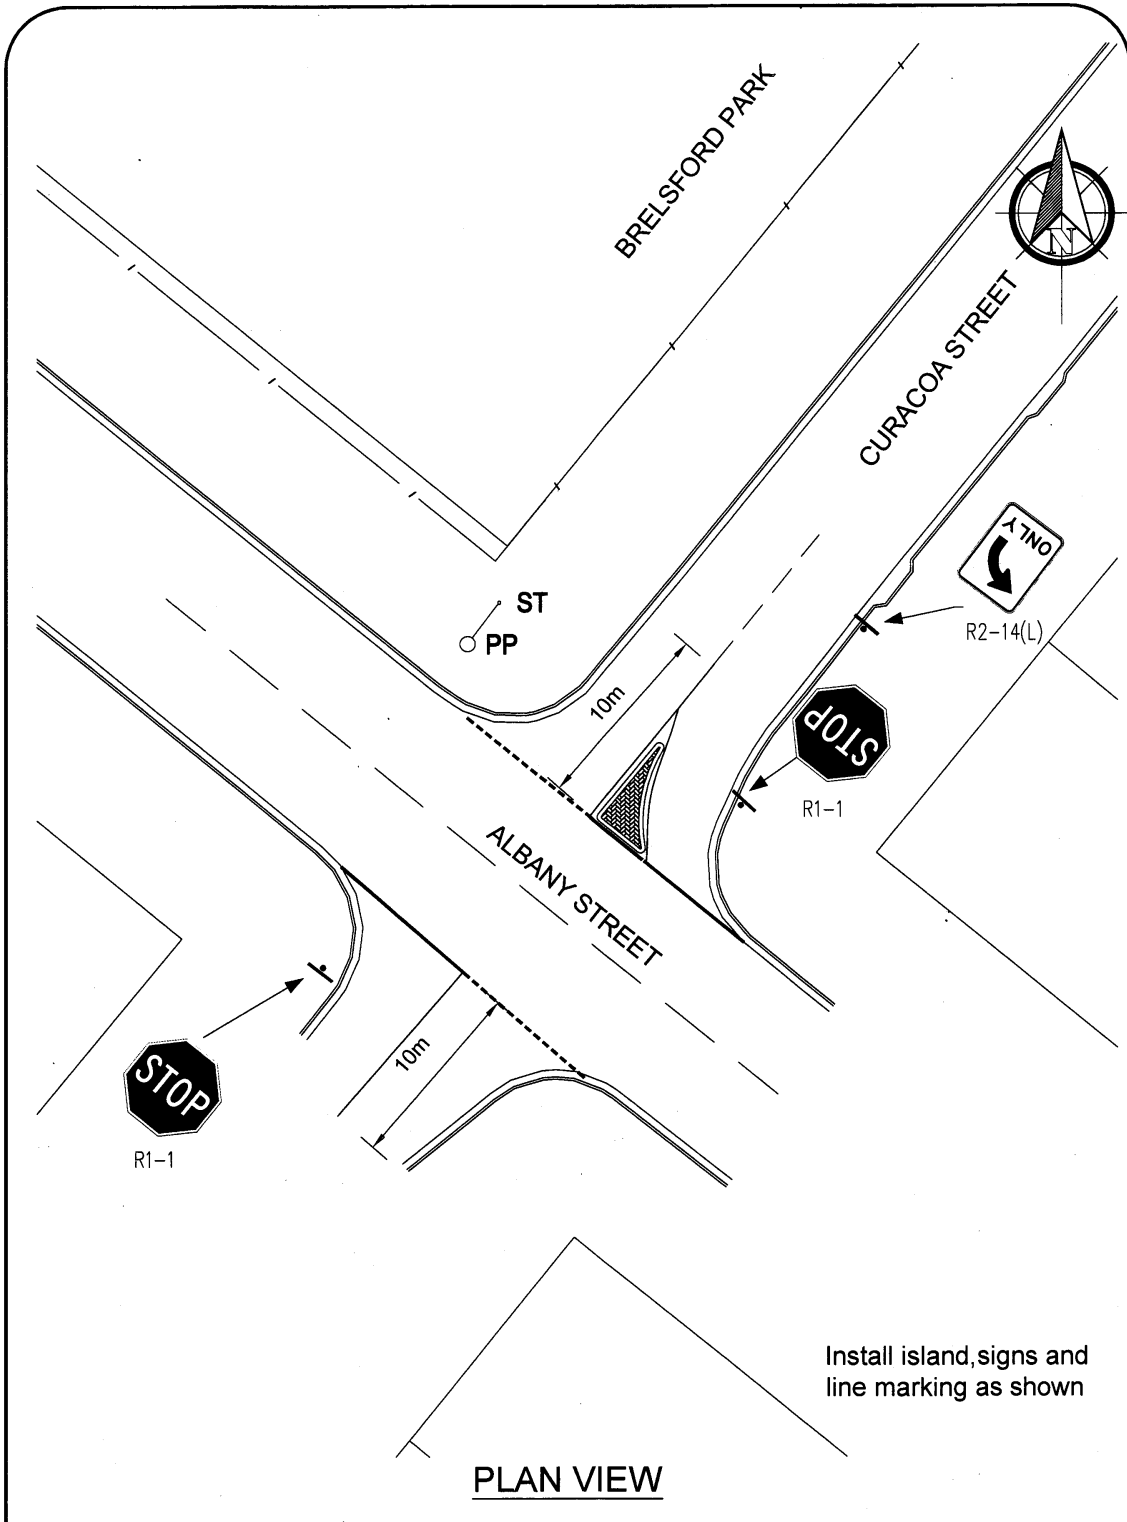 BRELSFORD PARK
N
CURACOA STREET
ONLY
R2-14(L)
ST
PP
10m
STOP
R1-1
ALBANY STREET
10m
STOP
R1-1
Install island,signs and
line marking as shown
PLAN VIEW